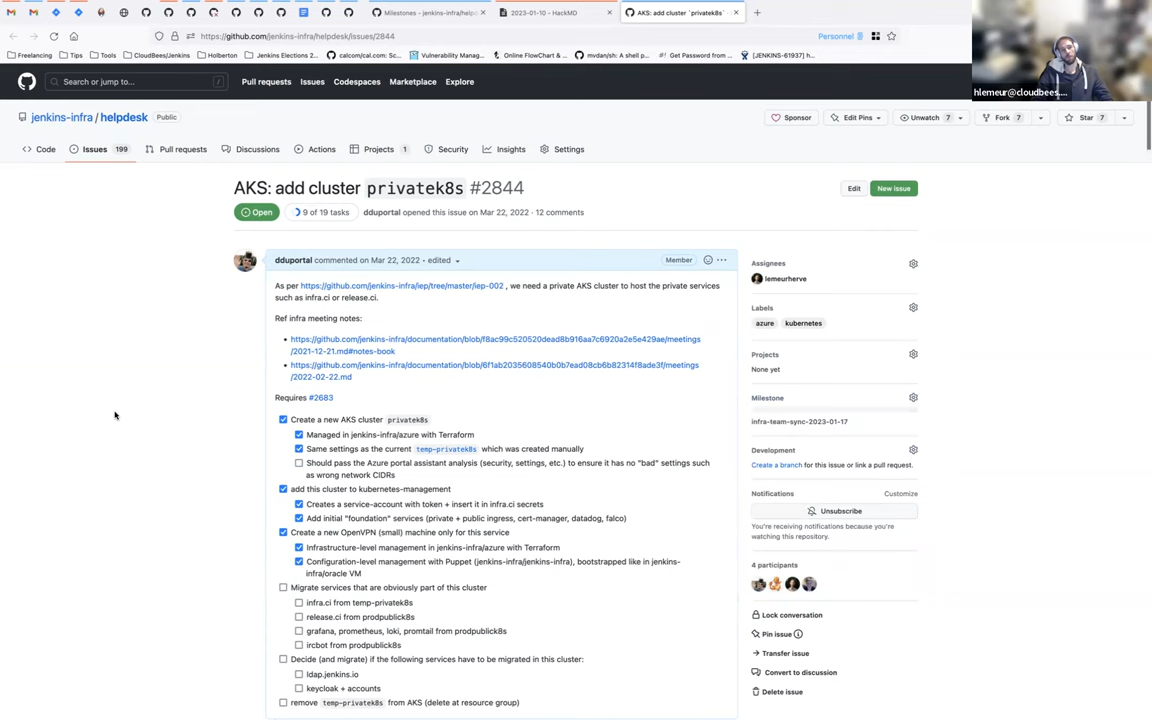 Milestones - jenkins-infra/help
2023-01-10 - HackMD
AKS: add cluster `privatek8s`
https://github.com/jenkins-infra/helpdesk/issues/2844
Personnel
Freelancing
Tips
Tools
CloudBees/Jenkins
Holberton
Jenkins Elections 2...
calcom/cal.com: Sc...
Vulnerability Manag...
Online FlowChart & ...
mvdan/sh: A shell p...
Get Password from ...
[JENKINS-61937] h...
hlemeur@cloudbees....
Search or jump to...
/
Pull requests
Issues
Codespaces
Marketplace
Explore
jenkins-infra / helpdesk
Public
Sponsor
Edit Pins
Unwatch 7
Fork 7
Star 7
Code
Issues 199
Pull requests
Discussions
Actions
Projects 1
Security
Insights
Settings
AKS: add cluster privatek8s #2844
Edit
New issue
Open
9 of 19 tasks
dduportal opened this issue on Mar 22, 2022 · 12 comments
dduportal commented on Mar 22, 2022 · edited
Member
As per https://github.com/jenkins-infra/iep/tree/master/iep-002 , we need a private AKS cluster to host the private services
such as infra.ci or release.ci.
Ref infra meeting notes:
https://github.com/jenkins-infra/documentation/blob/f8ac99c520520dead8b916aa7c6920a2e5e429ae/meetings
/2021-12-21.md#notes-book
https://github.com/jenkins-infra/documentation/blob/6f1ab2035608540b0b7ead08cb6b82314f8ade3f/meetings
/2022-02-22.md
Requires #2683
Create a new AKS cluster privatek8s
Managed in jenkins-infra/azure with Terraform
Same settings as the current temp-privatek8s which was created manually
Should pass the Azure portal assistant analysis (security, settings, etc.) to ensure it has no "bad" settings such
as wrong network CIDRs
add this cluster to kubernetes-management
Creates a service-account with token + insert it in infra.ci secrets
Add initial "foundation" services (private + public ingress, cert-manager, datadog, falco)
Create a new OpenVPN (small) machine only for this service
Infrastructure-level management in jenkins-infra/azure with Terraform
Configuration-level management with Puppet (jenkins-infra/jenkins-infra), bootstrapped like in jenkins-
infra/oracle VM
Migrate services that are obviously part of this cluster
infra.ci from temp-privatek8s
release.ci from prodpublick8s
grafana, prometheus, loki, promtail from prodpublick8s
ircbot from prodpublick8s
Decide (and migrate) if the following services have to be migrated in this cluster:
ldap.jenkins.io
keycloak + accounts
remove temp-privatek8s from AKS (delete at resource group)
Assignees
lemeurherve
Labels
azure
kubernetes
Projects
None yet
Milestone
infra-team-sync-2023-01-17
Development
Create a branch for this issue or link a pull request.
Notifications
Customize
Unsubscribe
You're receiving notifications because you're
watching this repository.
4 participants
Lock conversation
Pin issue
Transfer issue
Convert to discussion
Delete issue